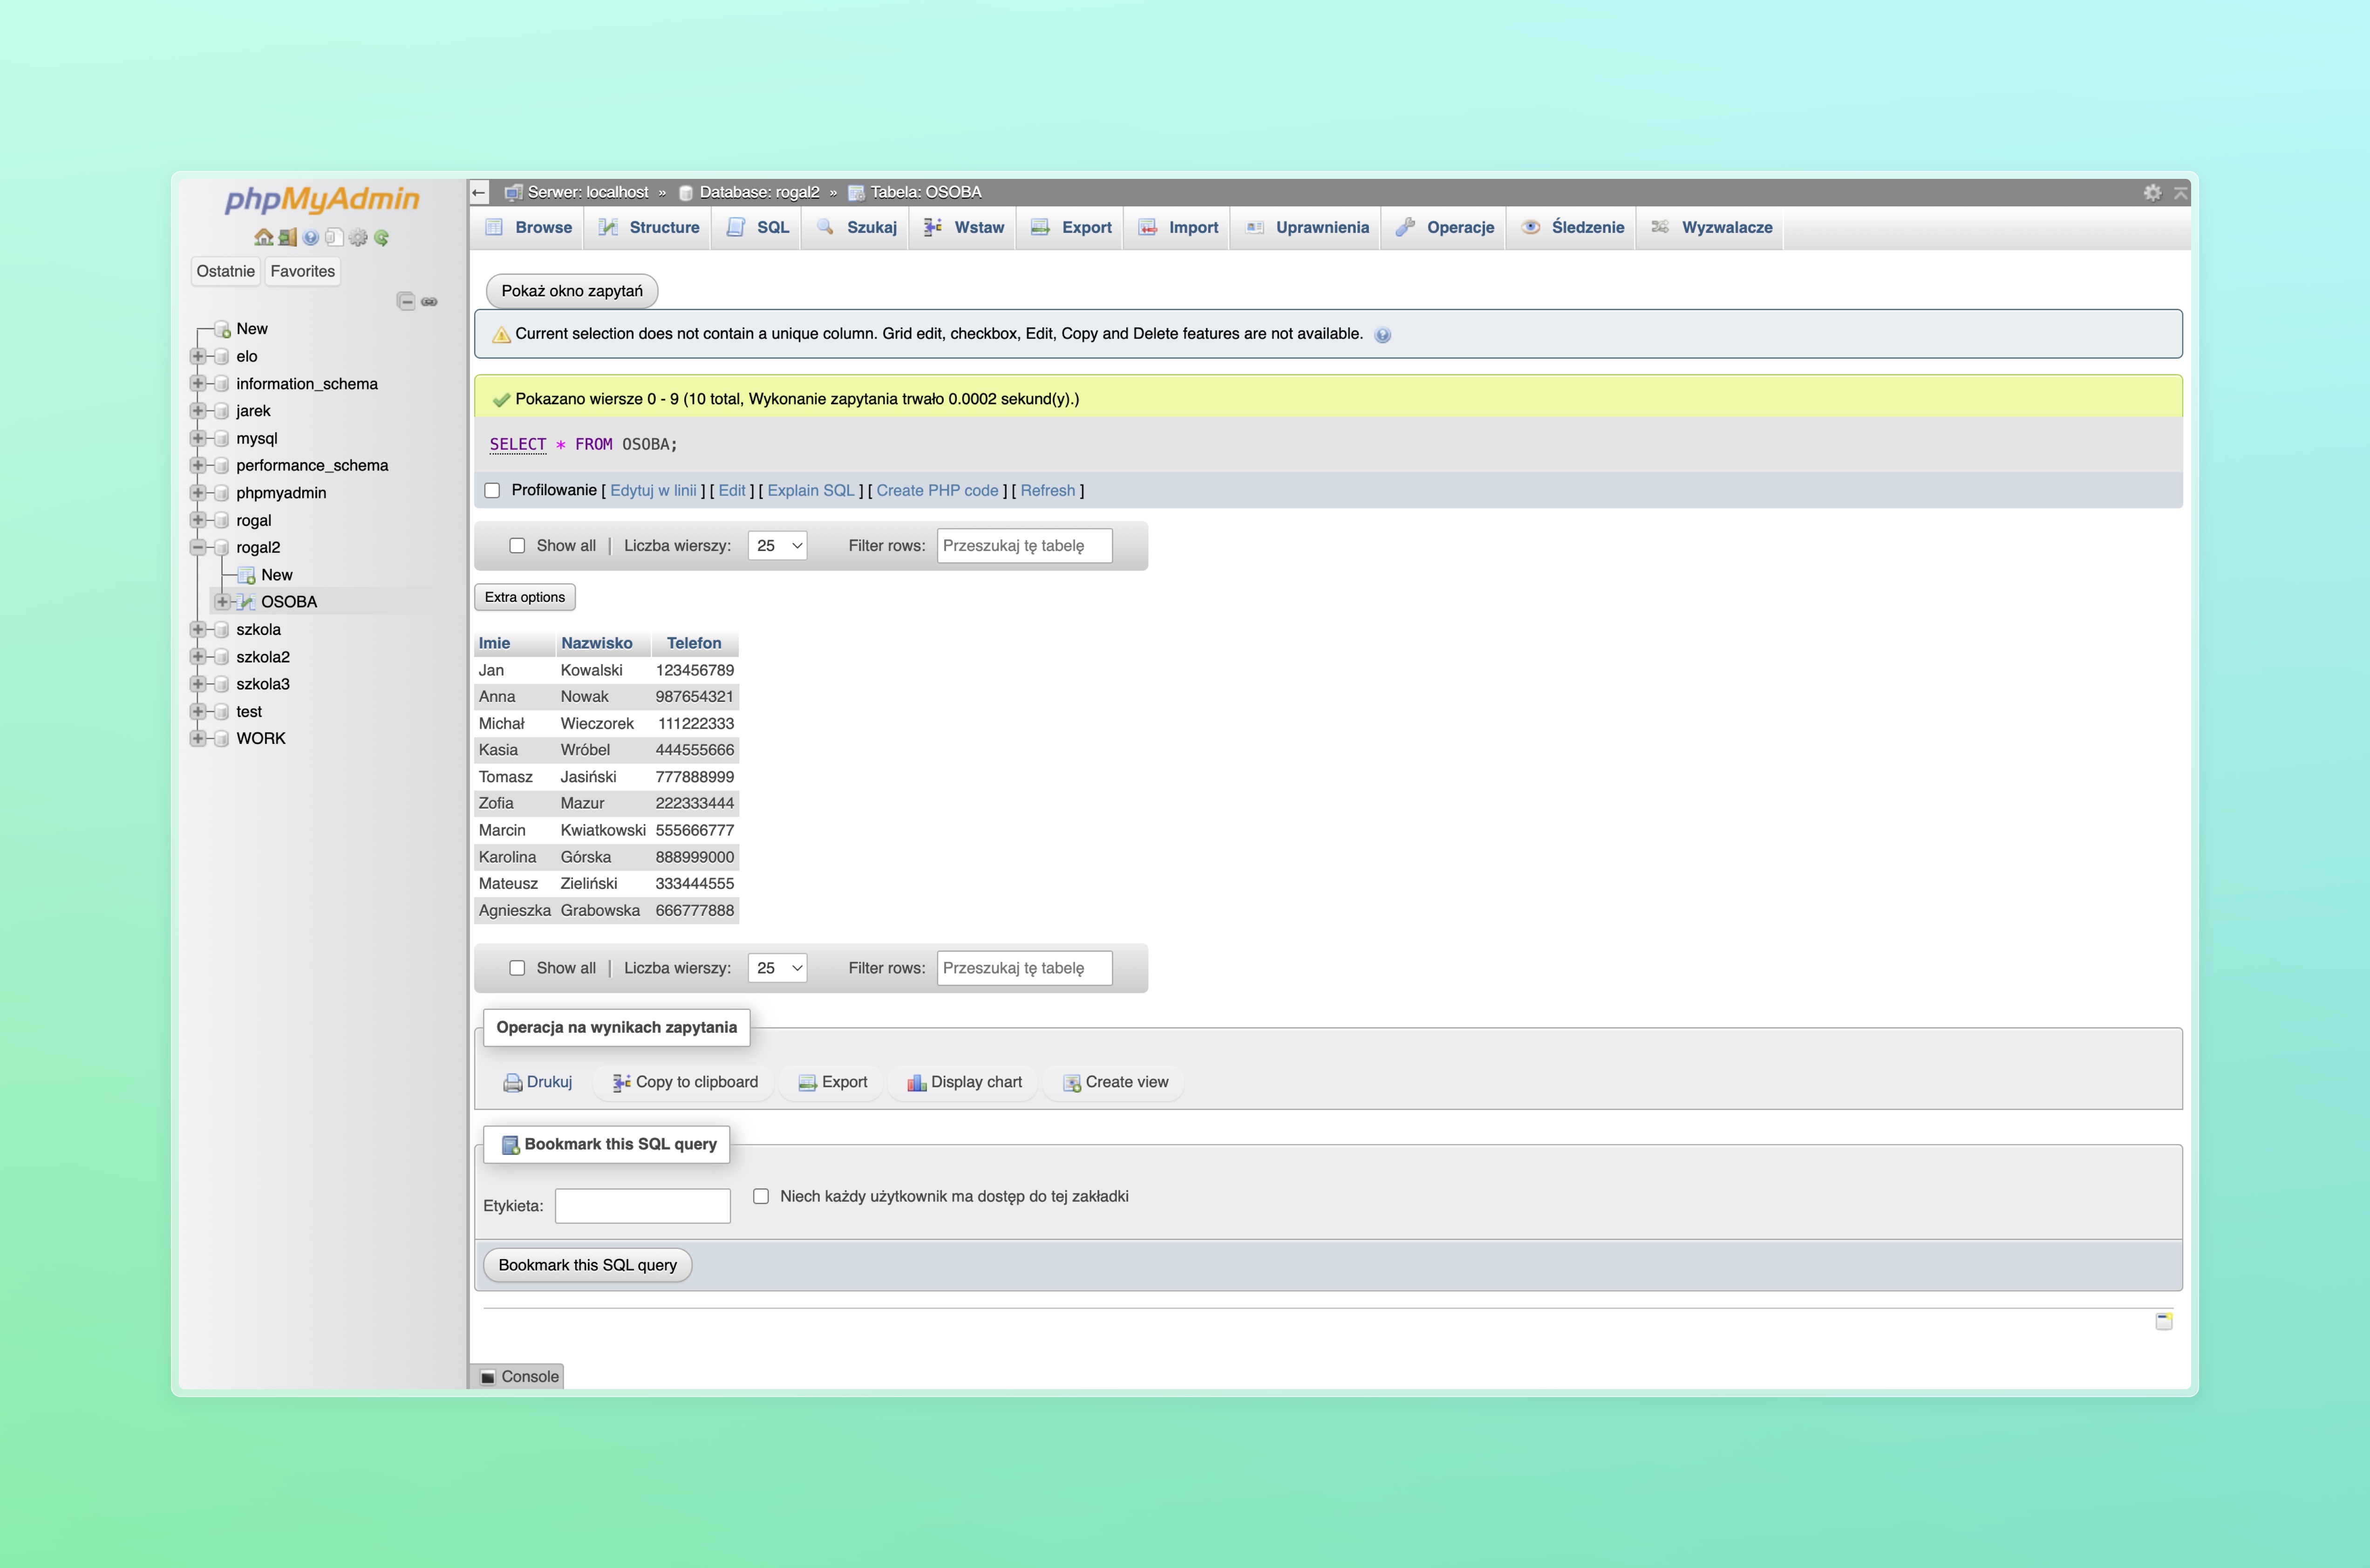 phpMyAdmin
Ostatnie Favorites
New
elo
information_schema
jarek
mysql
performance_schema
phpmyadmin
rogal
rogal2
New
OSOBA
szkola
szkola2
szkola3
test
WORK
Serwer: localhost » Database: rogal2 » Tabela: OSOBA
Browse Structure SQL Szukaj Wstaw Export Import Uprawnienia Operacje Śledzenie Wyzwalacze
Pokaż okno zapytań
Current selection does not contain a unique column. Grid edit, checkbox, Edit, Copy and Delete features are not available.
Pokazano wiersze 0 - 9 (10 total, Wykonanie zapytania trwało 0.0002 sekund(y).)
SELECT * FROM OSOBA;
Profilowanie [ Edytuj w linii ] [ Edit ] [ Explain SQL ] [ Create PHP code ] [ Refresh ]
Show all | Liczba wierszy: 25 Filter rows: Przeszukaj tę tabelę
Extra options
Imie Nazwisko Telefon
Jan Kowalski 123456789
Anna Nowak 987654321
Michał Wieczorek 111222333
Kasia Wróbel 444555666
Tomasz Jasiński 777888999
Zofia Mazur 222333444
Marcin Kwiatkowski 555666777
Karolina Górska 888999000
Mateusz Zieliński 333444555
Agnieszka Grabowska 666777888
Show all | Liczba wierszy: 25 Filter rows: Przeszukaj tę tabelę
Operacja na wynikach zapytania
Drukuj Copy to clipboard Export Display chart Create view
Bookmark this SQL query
Etykieta: Niech każdy użytkownik ma dostęp do tej zakładki
Bookmark this SQL query
Console